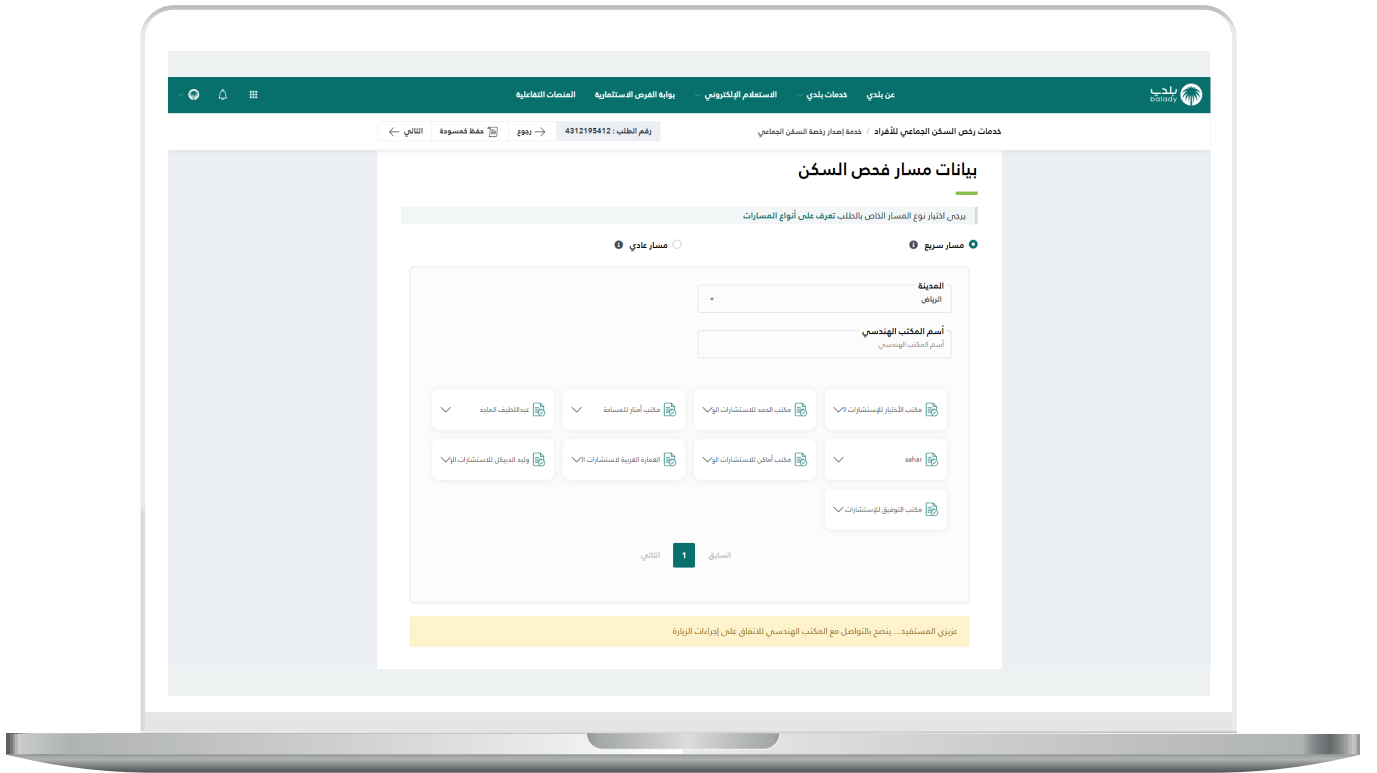 بلدي
balady
عن بلدي خدمات بلدي الاستعلام الإلكتروني بوابة الفرص الاستثمارية المنصات التفاعلية
خدمات رخص السكن الجماعي للأفراد / خدمة إصدار رخصة السكن الجماعي رقم الطلب : 4312195412 رجوع حفظ كمسودة التالي
بيانات مسار فحص السكن
يرجى اختيار نوع المسار الخاص بالطلب تعرف على أنواع المسارات
مسار سريع مسار عادي
المدينة
الرياض
أسم المكتب الهندسي
أسم المكتب الهندسي
مكتب الأختيار للإستشارات ال مكتب الحمد للاستشارات الو مكتب أمتار للمساحة عبداللطيف الماجد
sahar مكتب أماكن للاستشارات الو العمارة العربية لاستشارات ال وليد الدبيكل للاستشارات الو
مكتب التوفيق للإستشارات
السابق 1 التالي
عزيزي المستفيد... ينصح بالتواصل مع المكتب الهندسي للاتفاق على إجراءات الزيارة